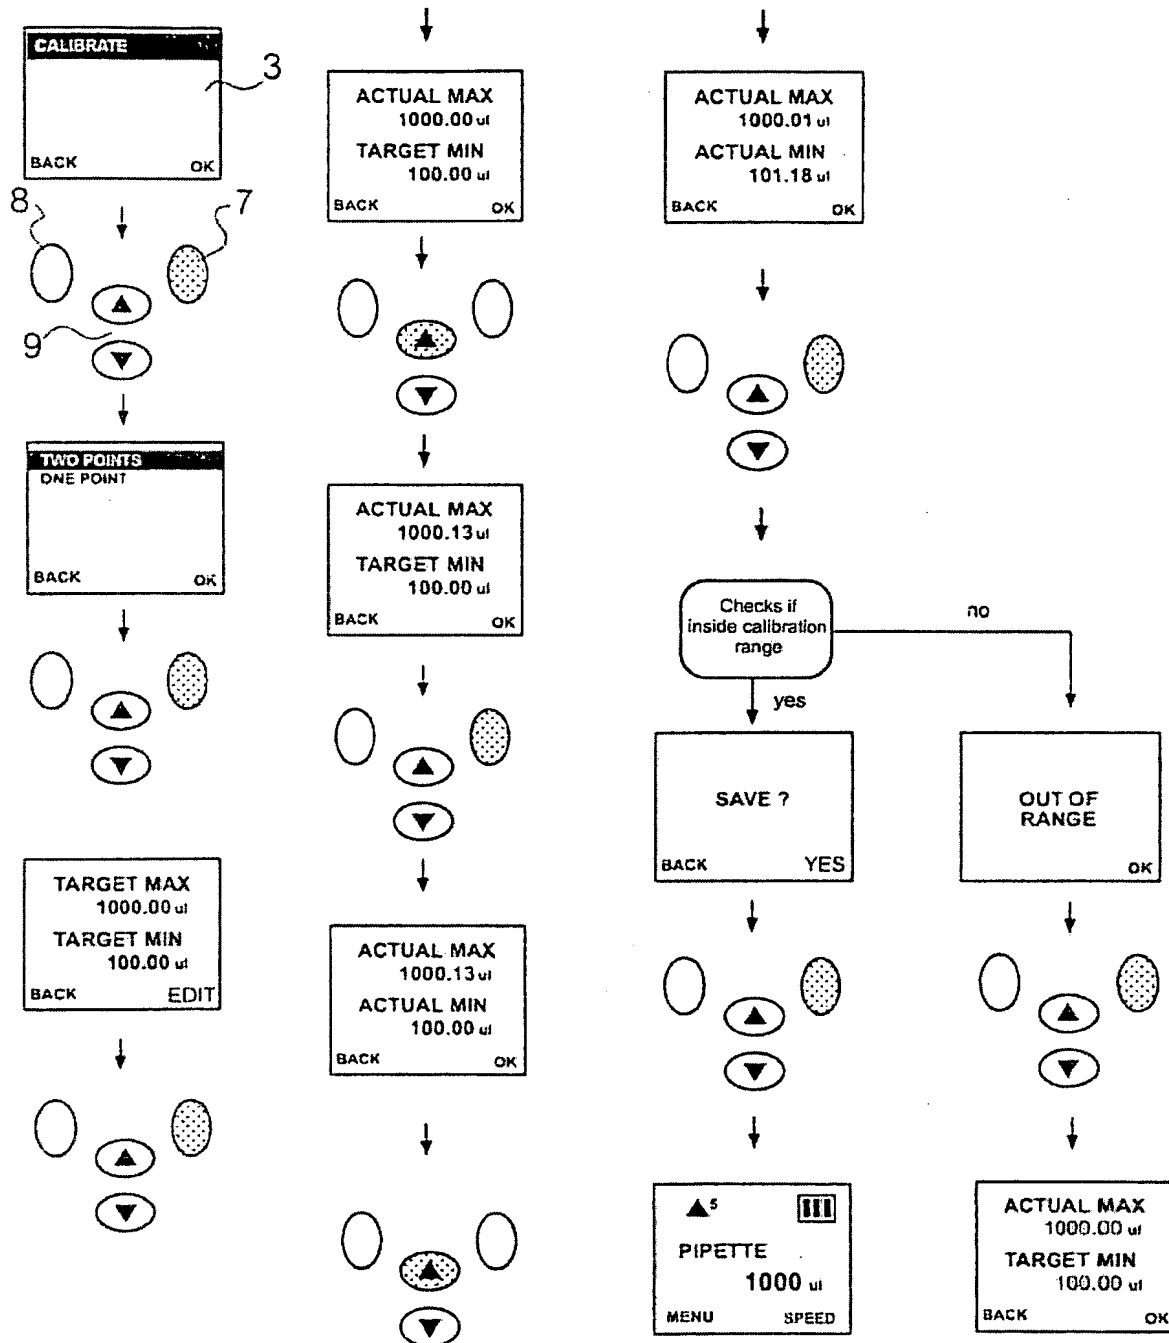 CALIBRATE
3
BACK OK
8
7
9
TWO POINTS
ONE POINT
BACK OK
TARGET MAX
1000.00 ul
TARGET MIN
100.00 ul
BACK EDIT
ACTUAL MAX
1000.00 ul
TARGET MIN
100.00 ul
BACK OK
ACTUAL MAX
1000.13 ul
TARGET MIN
100.00 ul
BACK OK
ACTUAL MAX
1000.13 ul
ACTUAL MIN
100.00 ul
BACK OK
ACTUAL MAX
1000.01 ul
ACTUAL MIN
101.18 ul
BACK OK
Checks if
inside calibration
range
no
yes
SAVE ?
BACK YES
OUT OF
RANGE
OK
5
PIPETTE
1000 ul
MENU SPEED
ACTUAL MAX
1000.00 ul
TARGET MIN
100.00 ul
BACK OK